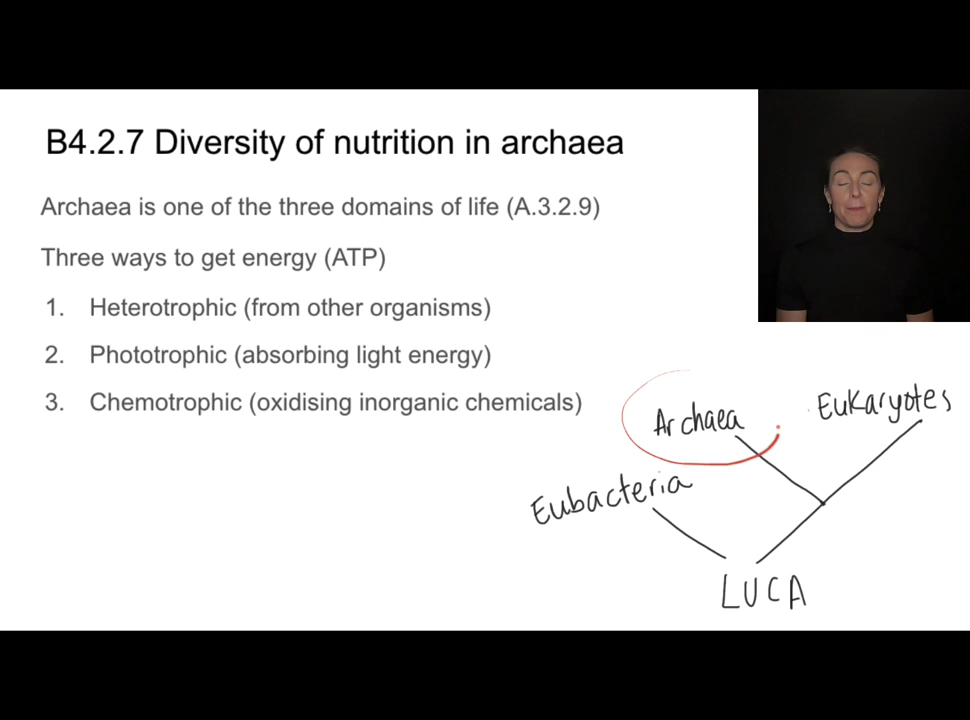 B4.2.7 Diversity of nutrition in archaea
Archaea is one of the three domains of life (A.3.2.9)
Three ways to get energy (ATP)
1. Heterotrophic (from other organisms)
2. Phototrophic (absorbing light energy)
3. Chemotrophic (oxidising inorganic chemicals)
Archaea
Eukaryotes
Eubacteria
LUCA